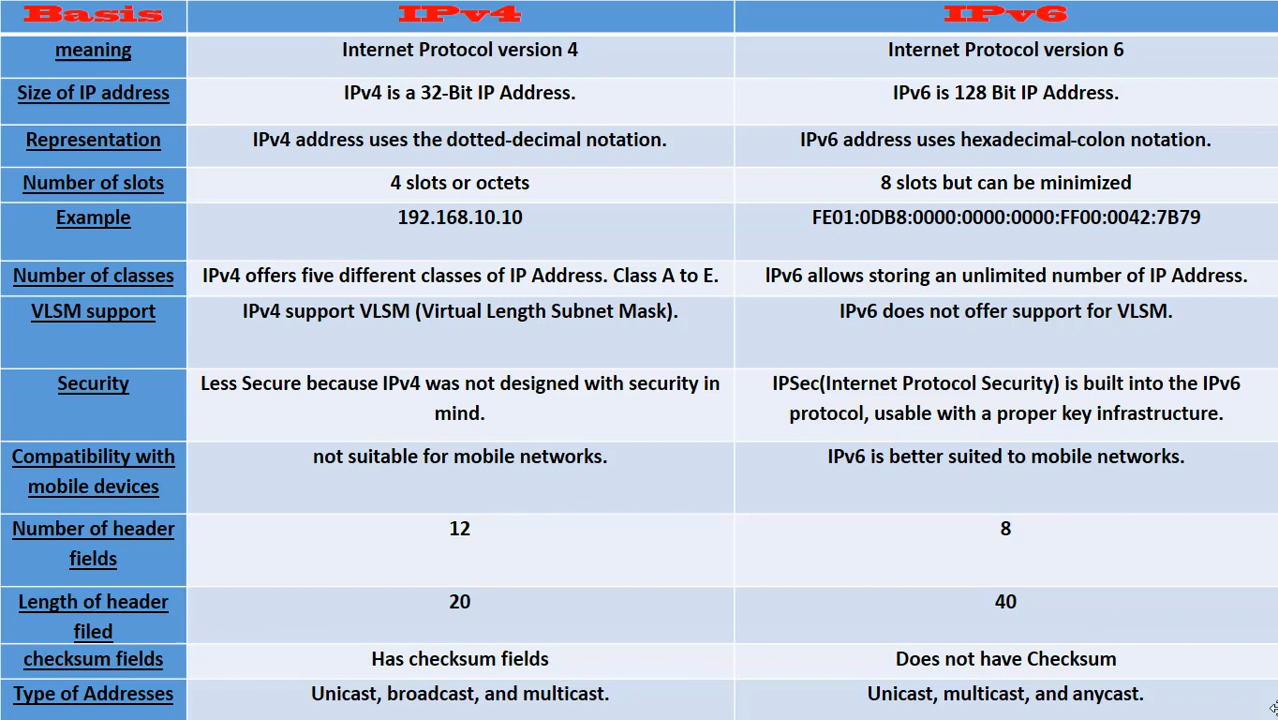 Basis IPv4 IPv6
meaning Internet Protocol version 4 Internet Protocol version 6
Size of IP address IPv4 is a 32-Bit IP Address. IPv6 is 128 Bit IP Address.
Representation IPv4 address uses the dotted-decimal notation. IPv6 address uses hexadecimal-colon notation.
Number of slots 4 slots or octets 8 slots but can be minimized
Example 192.168.10.10 FE01:0DB8:0000:0000:0000:FF00:0042:7B79
Number of classes IPv4 offers five different classes of IP Address. Class A to E. lPv6 allows storing an unlimited number of IP Address.
VLSM support IPv4 support VLSM (Virtual Length Subnet Mask). IPv6 does not offer support for VLSM.
Security Less Secure because IPv4 was not designed with security in IPSec(Internet Protocol Security) is built into the IPv6
mind. protocol, usable with a proper key infrastructure.
Compatibility with not suitable for mobile networks. IPv6 is better suited to mobile networks.
mobile devices
Number of header 12 8
fields
Length of header 20 40
filed
checksum fields Has checksum fields Does not have Checksum
Type of Addresses Unicast, broadcast, and multicast. Unicast, multicast, and anycast.